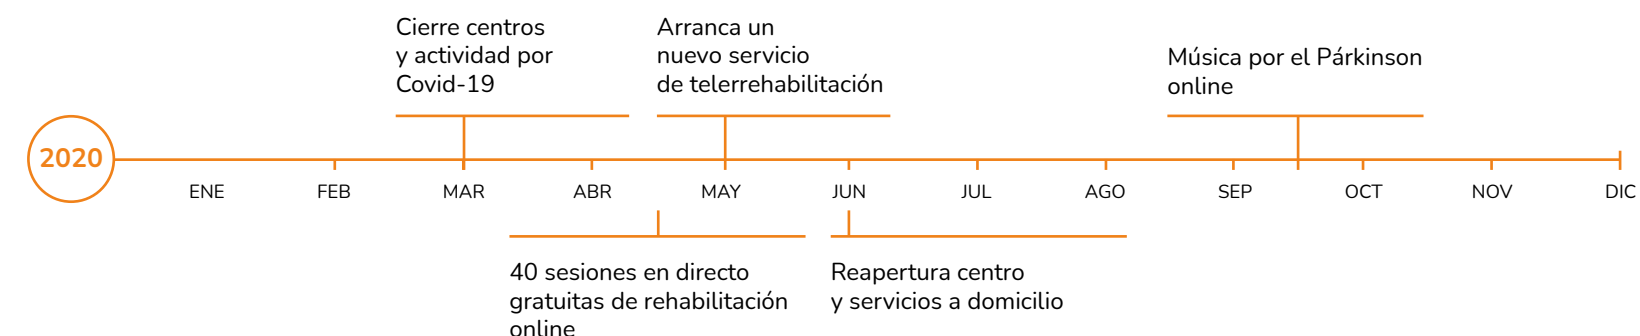 Cierre centros
y actividad por
Covid-19
Arranca un
nuevo servicio
de telerrehabilitación
Música por el Párkinson
online
2020
ENE FEB MAR ABR MAY JUN JUL AGO SEP OCT NOV DIC
40 sesiones en directo
gratuitas de rehabilitación
online
Reapertura centro
y servicios a domicilio